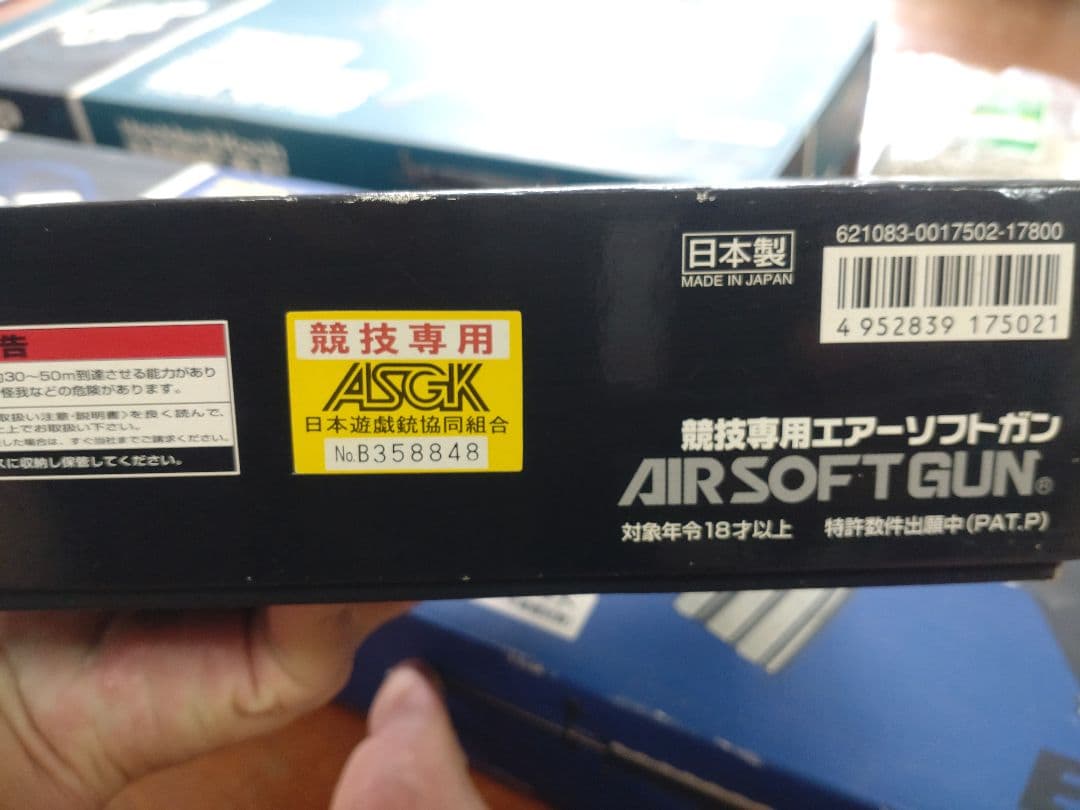 告
30～50m到達させる能力があり
怪我などの危険があります。
取扱い注意・説明書>を良く読んで、
上でお取扱い下さい。
した場合は、すぐ当社までご請求ください。
スに収納し保管してください。
競技専用
ASGK
日本遊戯銃協同組合
No.B358848
日本製
MADE IN JAPAN
621083-0017502-17800
4 952839 175021
競技専用エアーソフトガン
AIR SOFT GUN®
対象年令18才以上 特許数件出願中(PAT.P)